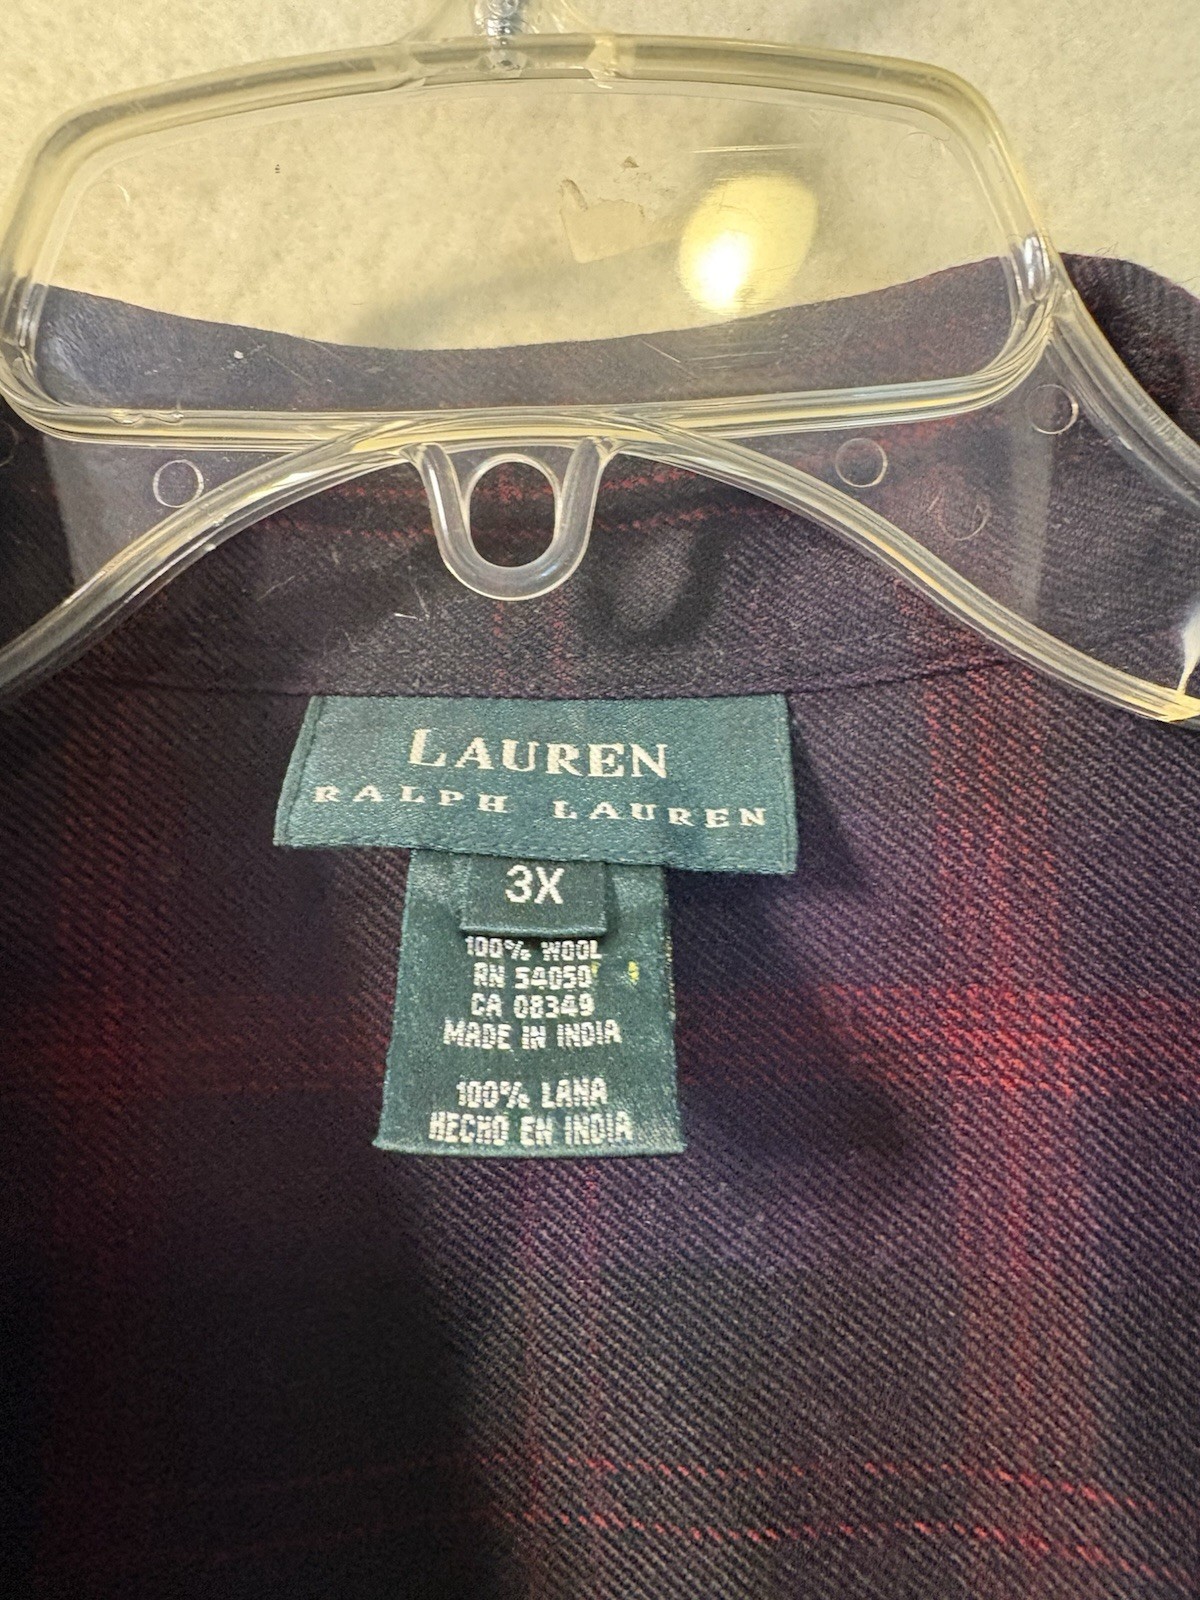 LAUREN
RALPH LAUREN
3X
100% WOOL
RN 54050
CA 08349
MADE IN INDIA
100% LANA
HECHO EN INDIA